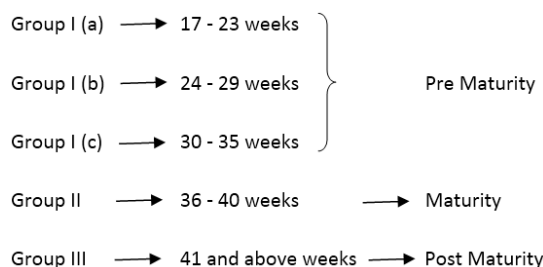 Group I (a) 17 - 23 weeks
Group I (b) 24 - 29 weeks Pre Maturity
Group I (c) 30 - 35 weeks
Group II 36 - 40 weeks Maturity
Group III 41 and above weeks Post Maturity